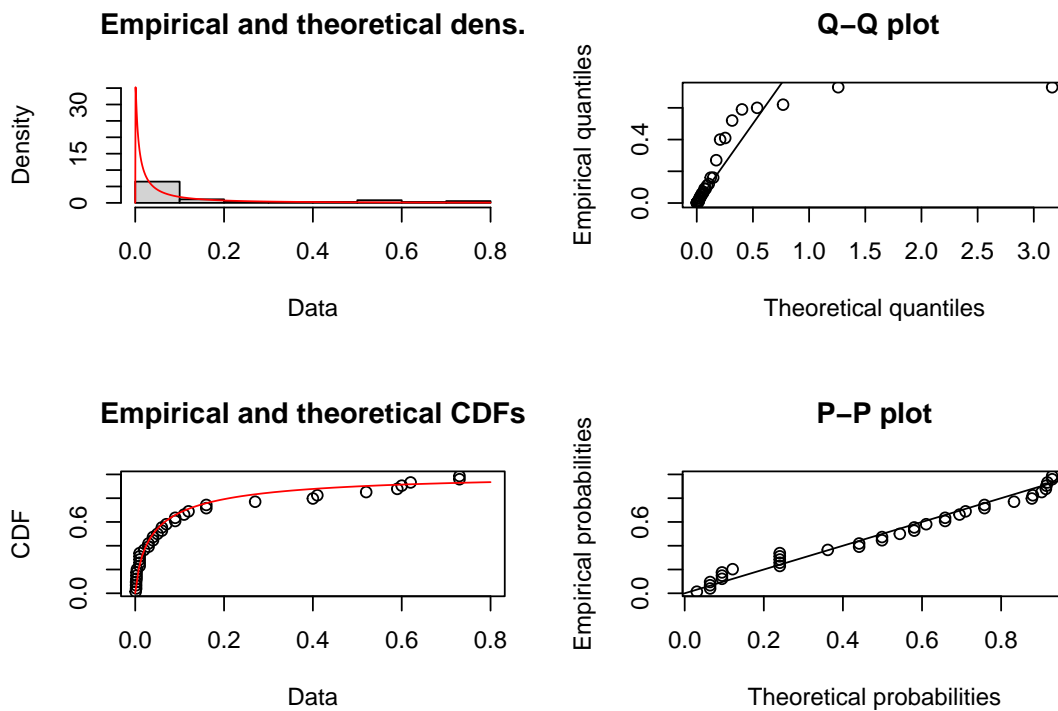 Empirical and theoretical dens.
Density
0 15 30
0.0 0.2 0.4 0.6 0.8
Data
Q−Q plot
Empirical quantiles
0.0 0.4
0.0 0.5 1.0 1.5 2.0 2.5 3.0
Theoretical quantiles
Empirical and theoretical CDFs
CDF
0.0 0.6
0.0 0.2 0.4 0.6 0.8
Data
P−P plot
Empirical probabilities
0.0 0.6
0.0 0.2 0.4 0.6 0.8
Theoretical probabilities